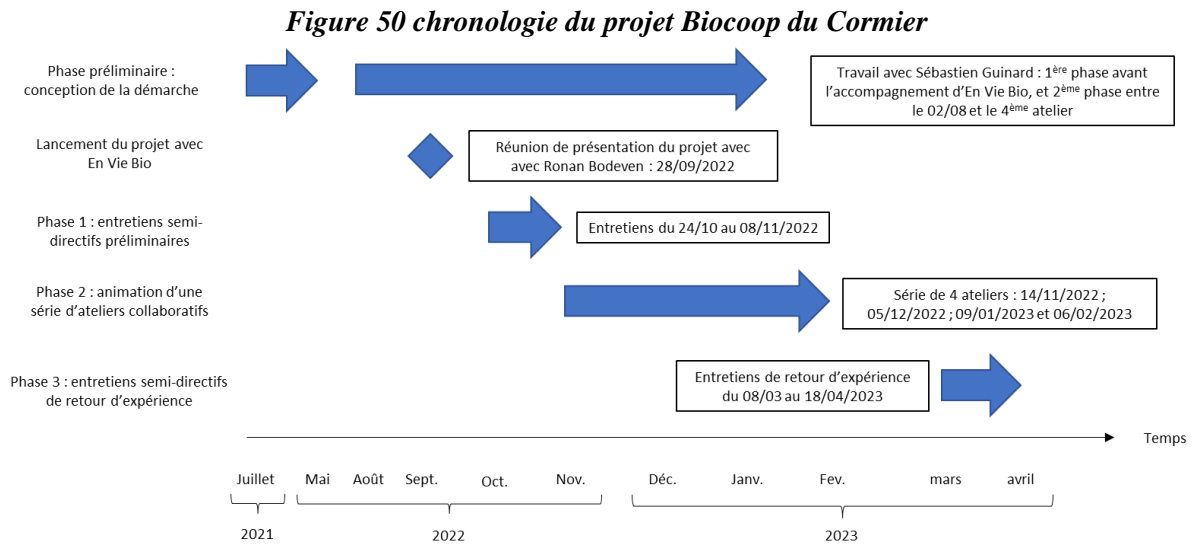 Figure 50 chronologie du projet Biocoop du Cormier
Phase préliminaire :
conception de la démarche
Travail avec Sébastien Guinard : 1ère phase avant
l'accompagnement d'En Vie Bio, et 2ème phase entre
le 02/08 et le 4ème atelier
Lancement du projet avec
En Vie Bio
Réunion de présentation du projet avec
avec Ronan Bodeven : 28/09/2022
Phase 1 : entretiens semi-
directifs préliminaires
Entretiens du 24/10 au 08/11/2022
Phase 2 : animation d'une
série d'ateliers collaboratifs
Série de 4 ateliers : 14/11/2022 ;
05/12/2022 ; 09/01/2023 et 06/02/2023
Phase 3 : entretiens semi-directifs
de retour d'expérience
Entretiens de retour d'expérience
du 08/03 au 18/04/2023
Temps
Juillet Mai Août Sept. Oct. Nov. Déc. Janv. Fev. mars avril
2021 2022 2023